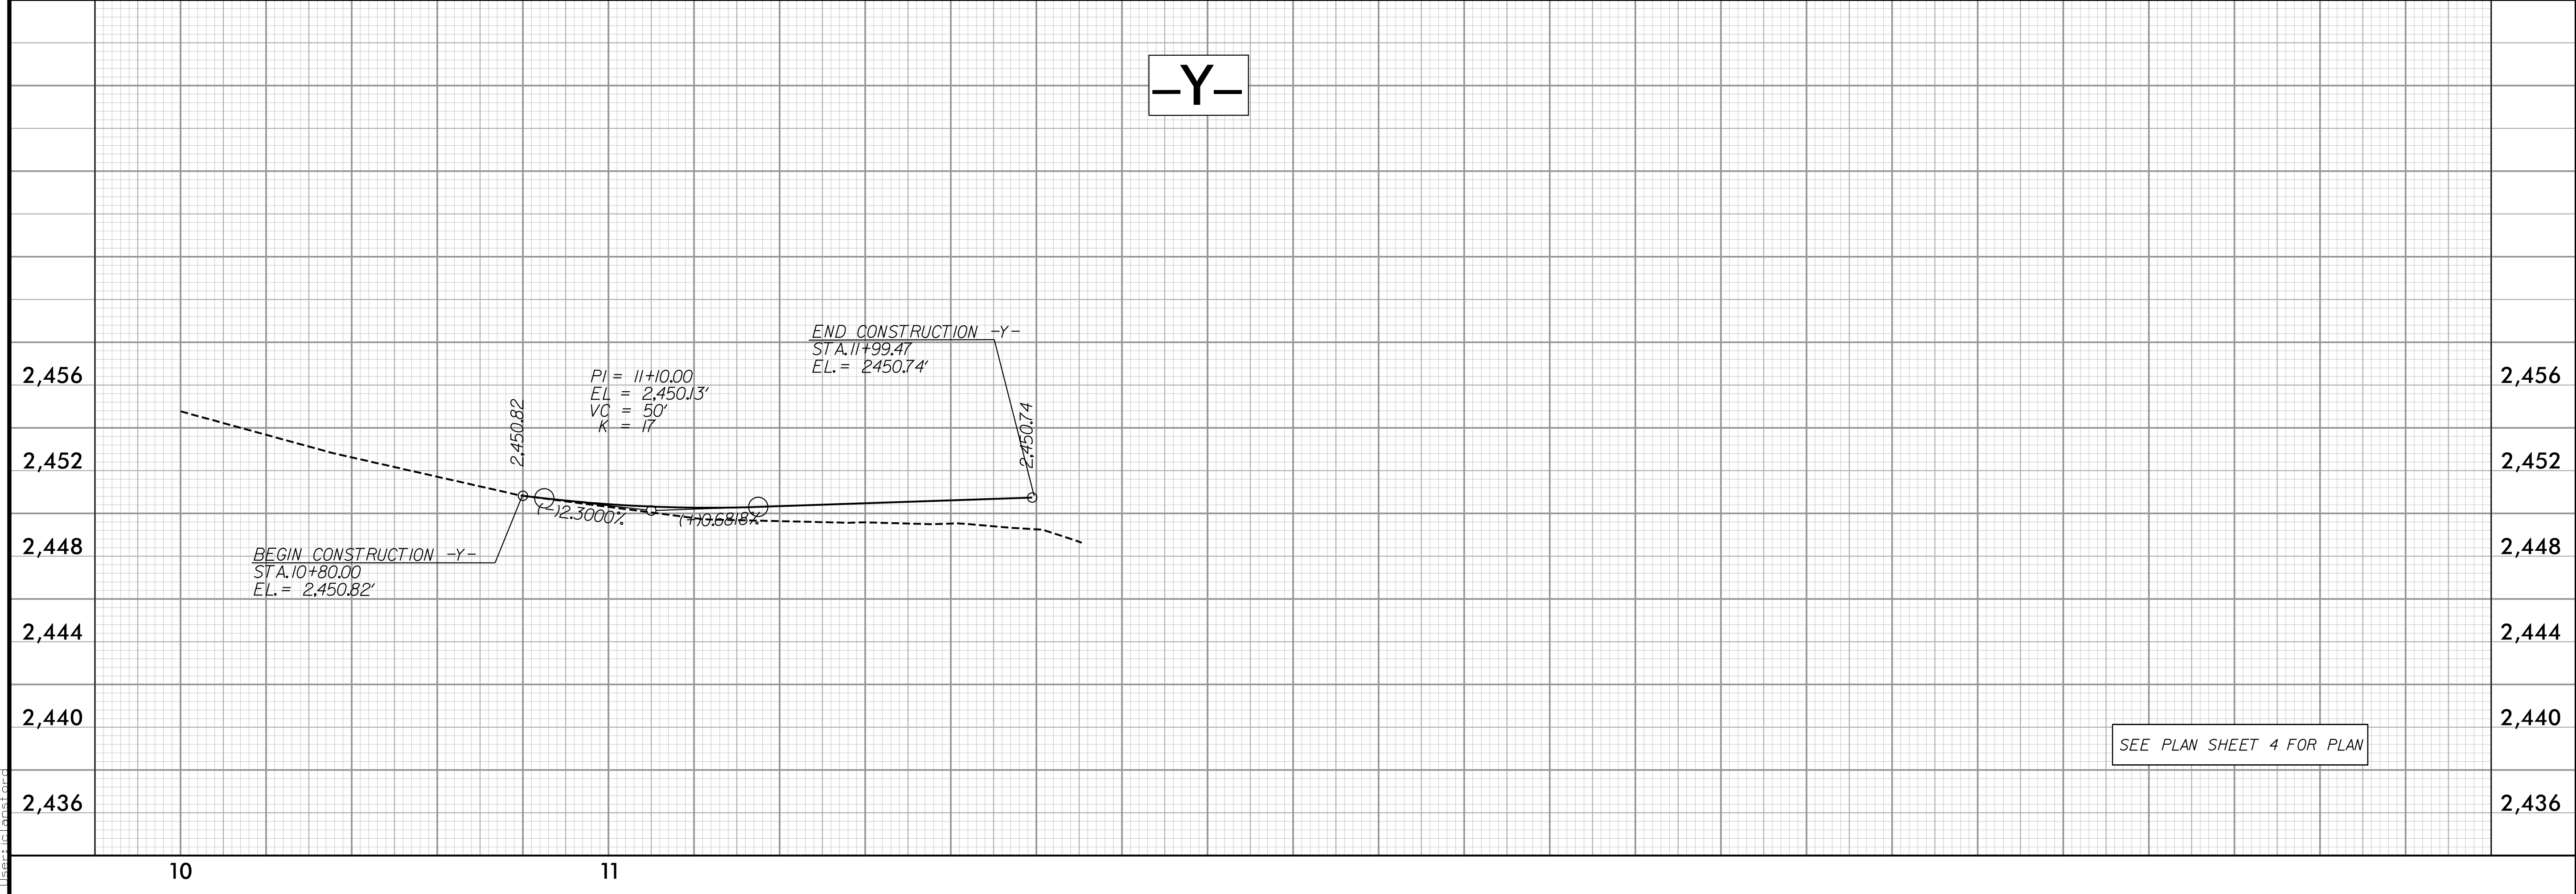 -Y-
END CONSTRUCTION -Y-
STA.11+99.47
EL.= 2450.74'
PI = 11+10.00
EL = 2,450.13'
VC = 50'
K = 17
2,450.82
2,450.74
(-)2.3000%
(+)0.6818%
BEGIN CONSTRUCTION -Y-
STA.10+80.00
EL.= 2,450.82'
2,456
2,456
2,452
2,452
2,448
2,448
2,444
2,444
2,440
2,440
SEE PLAN SHEET 4 FOR PLAN
2,436
2,436
10
11